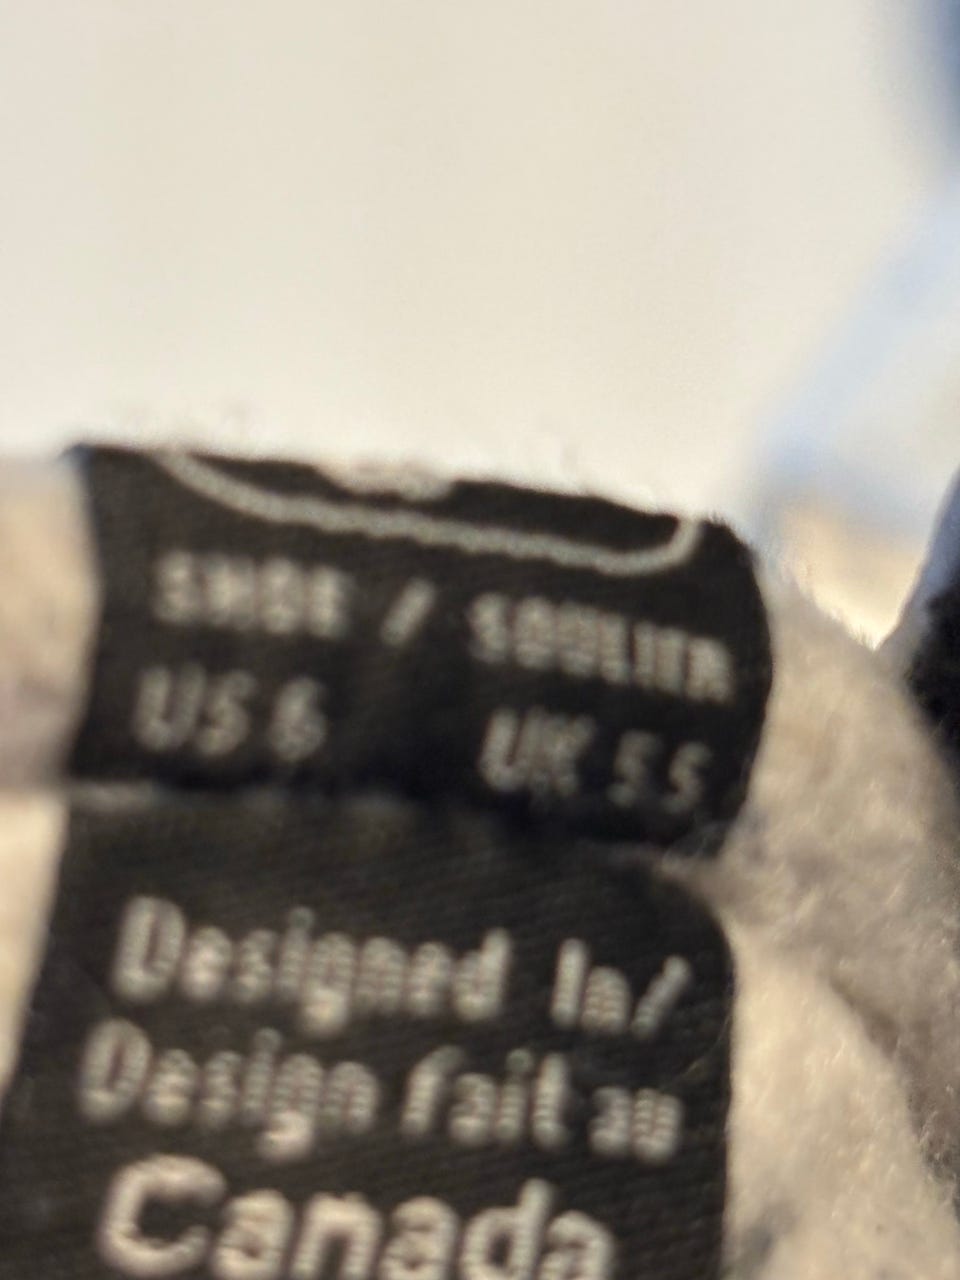 SHOE / SOULIER
US 6 UK 5.5
Designed In/
Design fait au
Canada